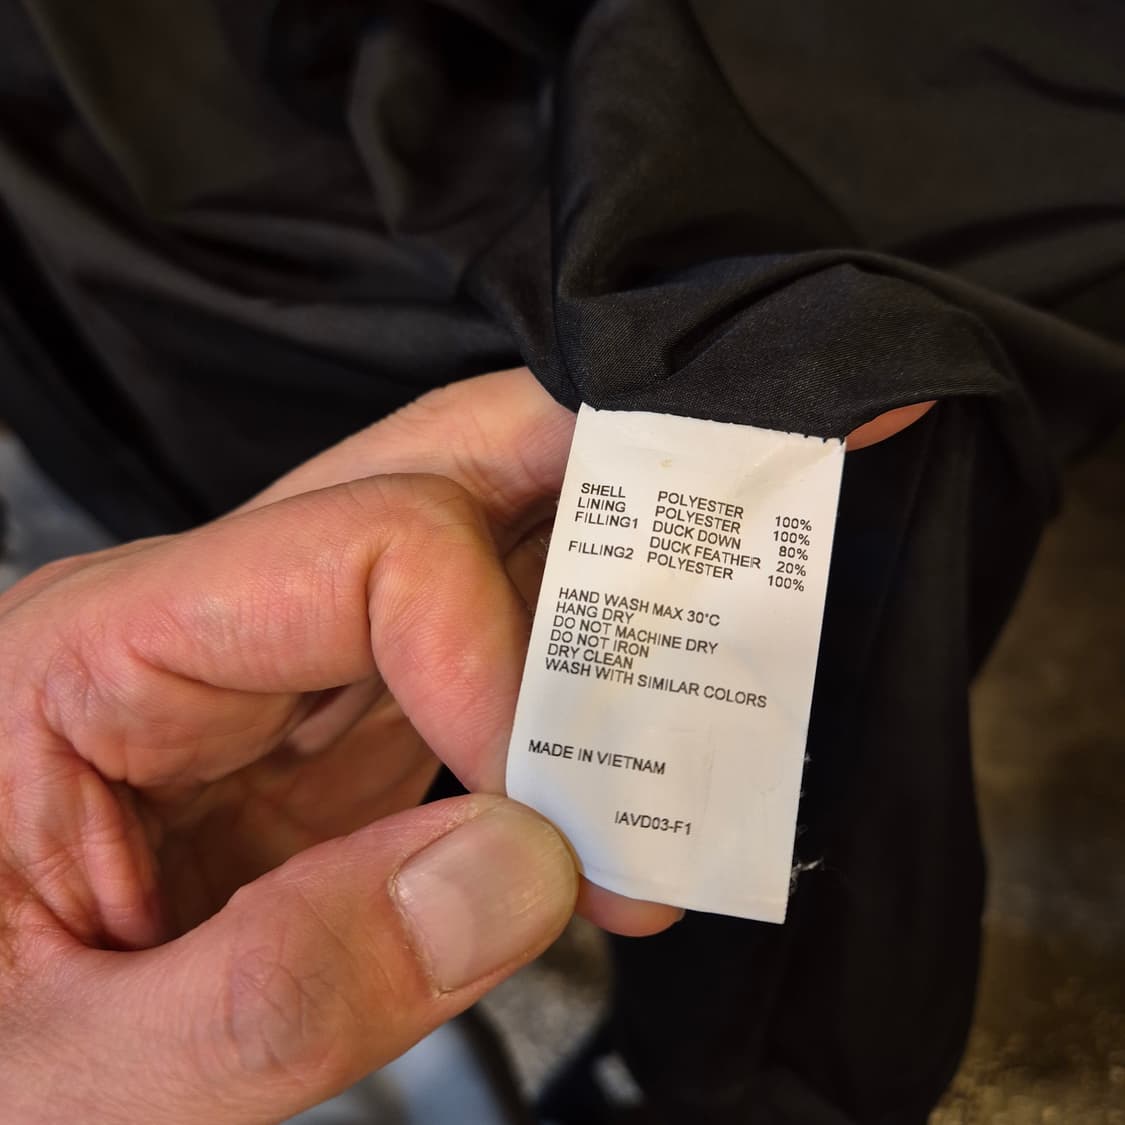 SHELL POLYESTER 100%
LINING POLYESTER 100%
FILLING1 DUCK DOWN 80%
DUCK FEATHER 20%
FILLING2 POLYESTER 100%
HAND WASH MAX 30°C
HANG DRY
DO NOT MACHINE DRY
DO NOT IRON
DRY CLEAN
WASH WITH SIMILAR COLORS
MADE IN VIETNAM
IAVD03-F1